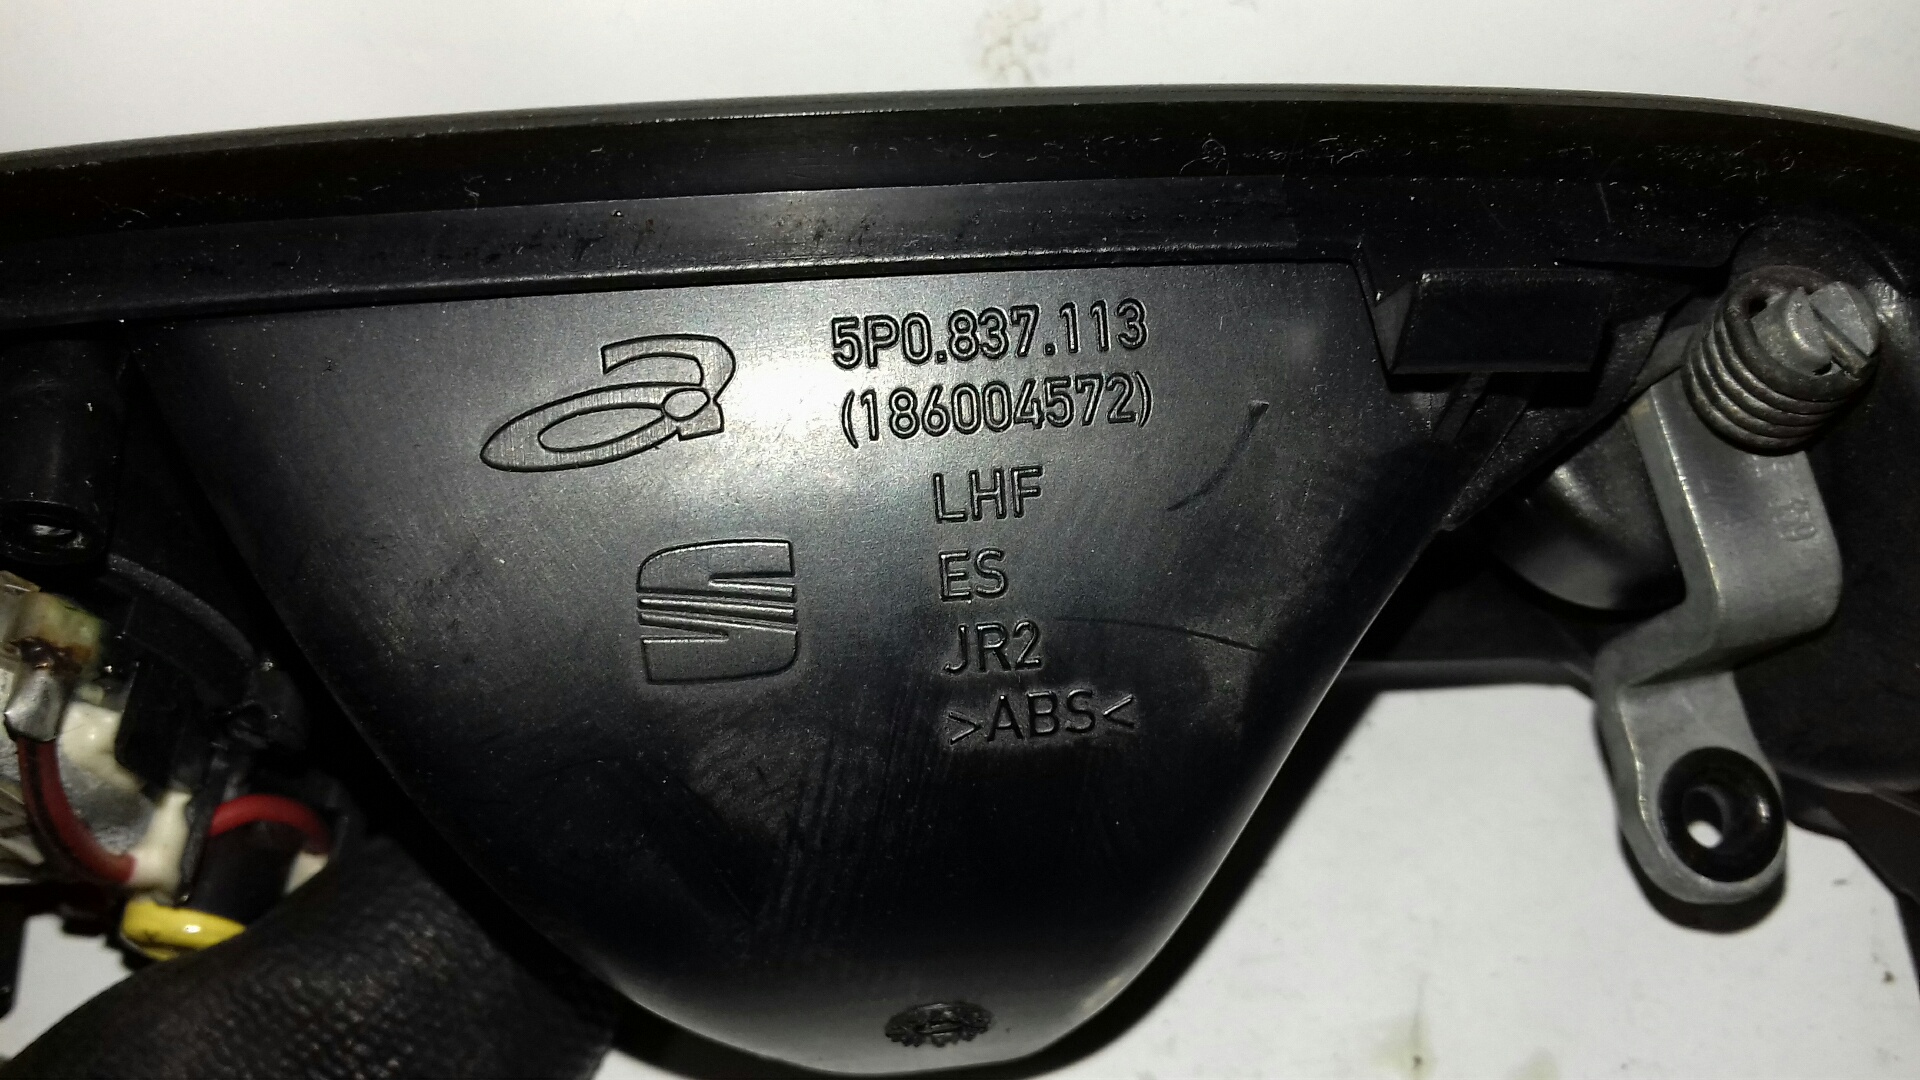 5P0.837.113
(186004572)
LHF
ES
JR2
>ABS<